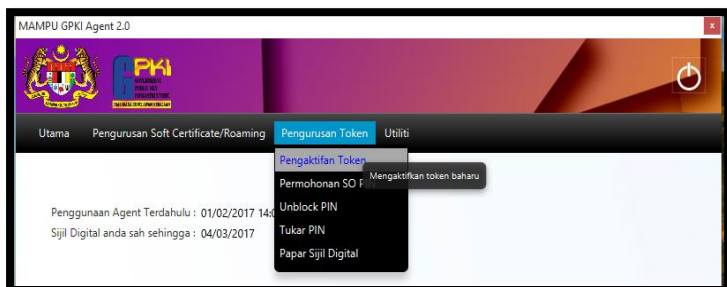 MAMPU GPKI Agent 2.0
x
GPKI
Utama Pengurusan Soft Certificate/Roaming Pengurusan Token Utiliti
Pengaktifan Token
Mengaktifkan token baharu
Permohonan SO PIN
Penggunaan Agent Terdahulu : 01/02/2017 14:0
Unblock PIN
Sijil Digital anda sah sehingga : 04/03/2017
Tukar PIN
Papar Sijil Digital